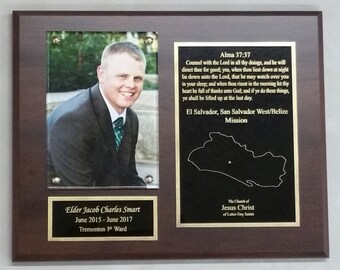 Alma 37:37
Counsel with the Lord in all thy doings, and he will
direct thee for good; yea, when thou liest down at night
lie down unto the Lord, that he may watch over you
in your sleep; and when thou risest in the morning let thy
heart be full of thanks unto God; and if ye do these things,
ye shall be lifted up at the last day.
El Salvador, San Salvador West/Belize
Mission
The Church of
Jesus Christ
of Latter-Day Saints
Elder Jacob Charles Smart
June 2015 - June 2017
Tremonton 1st Ward